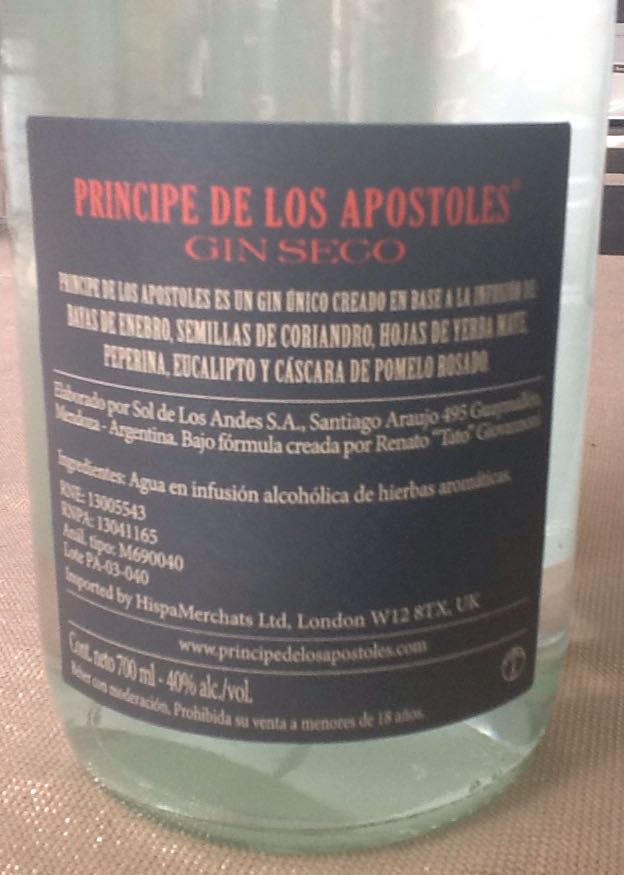 PRINCIPE DE LOS APOSTOLES®
GIN SECO
PRINCIPE DE LOS APOSTOLES ES UN GIN ÚNICO CREADO EN BASE A LA INFUSIÓN DE
BAYAS DE ENEBRO, SEMILLAS DE CORIANDRO, HOJAS DE YERBA MATE,
PEPERINA, EUCALIPTO Y CÁSCARA DE POMELO ROSADO.
Elaborado por Sol de Los Andes S.A., Santiago Araujo 495
Mendoza - Argentina. Bajo fórmula creada por Renato "Tato" Giovannoni
Ingredientes: Agua en infusión alcohólica de hierbas aromáticas.
RNE: 13005543
RNPA: 13041165
Anál. tipo: M690040
Lote PA-03-040
Imported by HispaMerchats Ltd, London W12 8TX, UK
www.principedelosapostoles.com
Cont. neto 700 ml - 40% alc./vol.
Beber con moderación. Prohibida su venta a menores de 18 años.